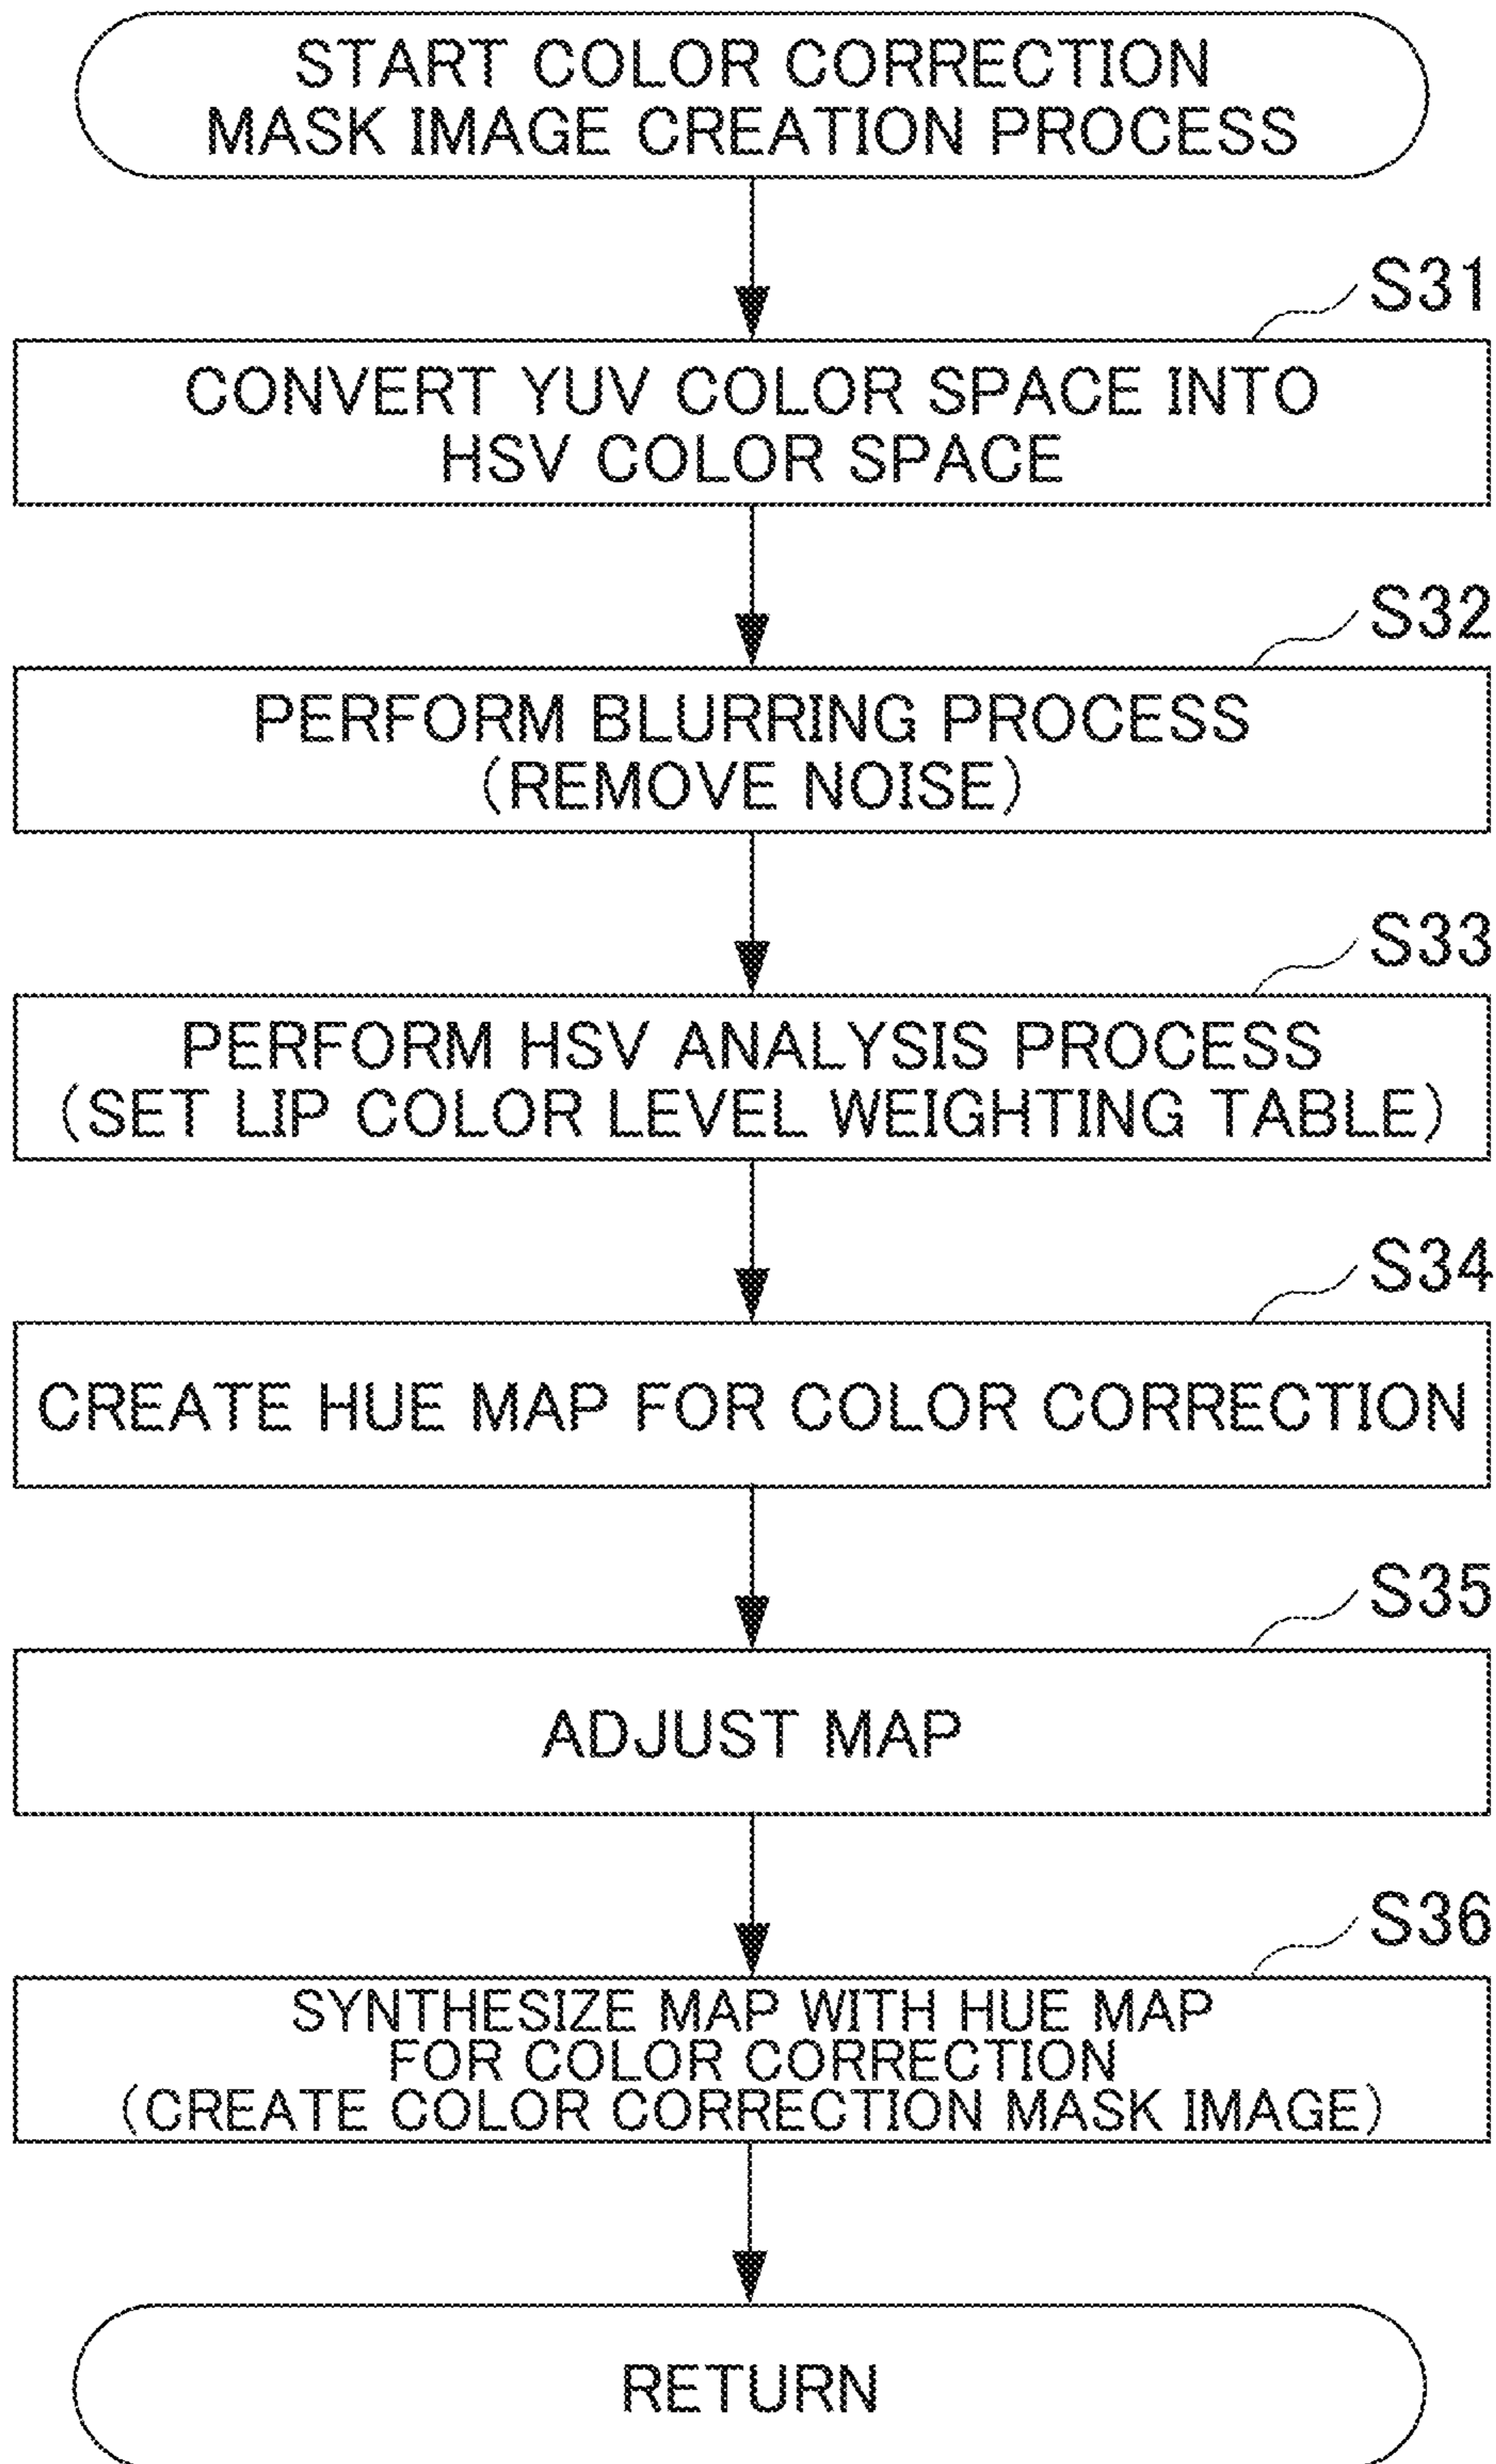 START COLOR CORRECTION
MASK IMAGE CREATION PROCESS
S31
CONVERT YUV COLOR SPACE INTO
HSV COLOR SPACE
S32
PERFORM BLURRING PROCESS
(REMOVE NOISE)
S33
PERFORM HSV ANALYSIS PROCESS
(SET LIP COLOR LEVEL WEIGHTING TABLE)
S34
CREATE HUE MAP FOR COLOR CORRECTION
S35
ADJUST MAP
S36
SYNTHESIZE MAP WITH HUE MAP
FOR COLOR CORRECTION
(CREATE COLOR CORRECTION MASK IMAGE)
RETURN